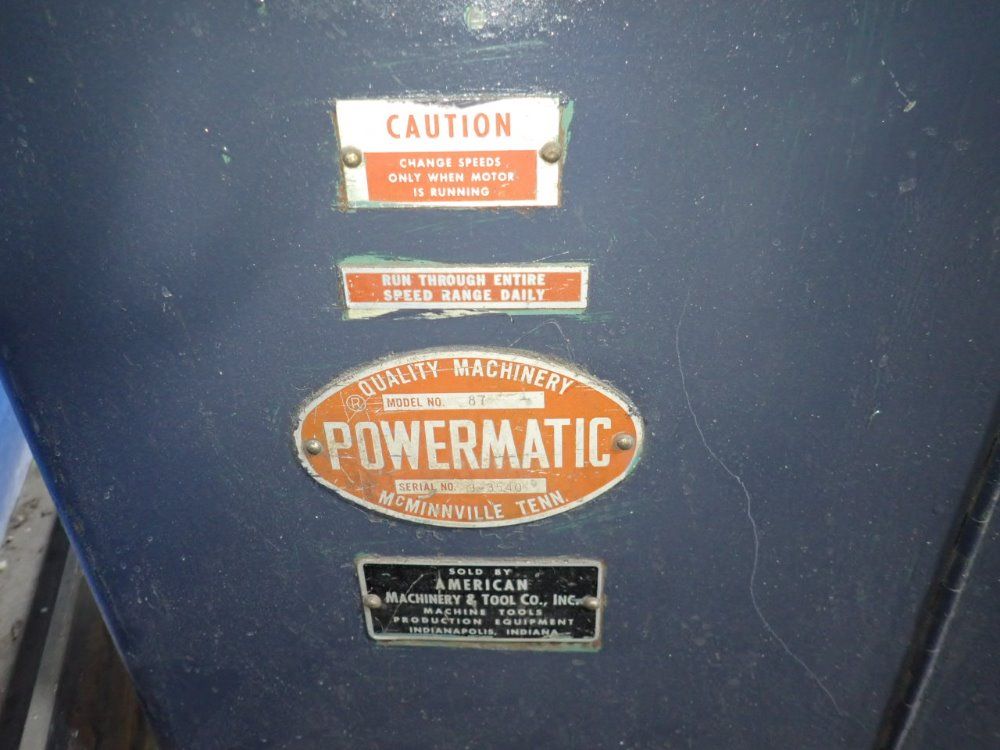 CAUTION
CHANGE SPEEDS
ONLY WHEN MOTOR
IS RUNNING
RUN THROUGH ENTIRE
SPEED RANGE DAILY
QUALITY MACHINERY
® MODEL NO. 87
POWERMATIC
SERIAL NO.
MCMINNVILLE TENN.
SOLD BY
AMERICAN
MACHINERY & TOOL CO., INC.
MACHINE TOOLS
PRODUCTION EQUIPMENT
INDIANAPOLIS, INDIANA